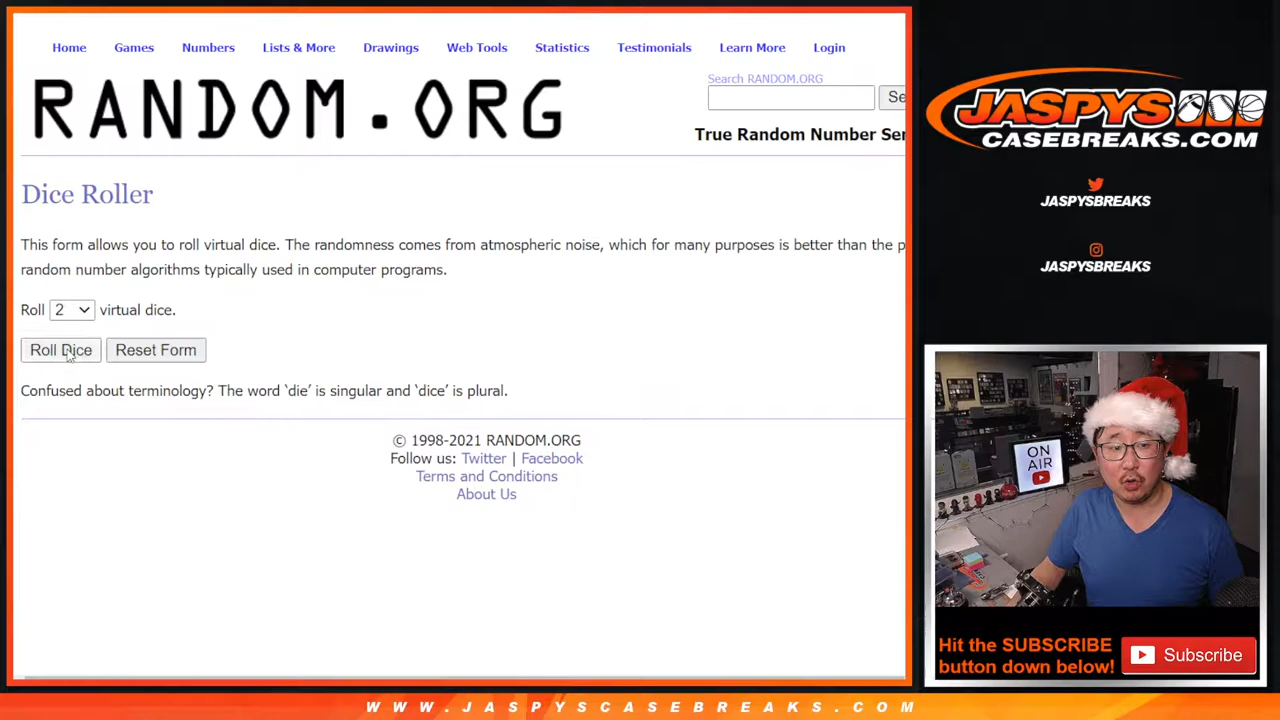 Home Games Numbers Lists & More Drawings Web Tools Statistics Testimonials Learn More Login
RANDOM.ORG
Search RANDOM.ORG
Se
True Random Number Ser
Dice Roller
This form allows you to roll virtual dice. The randomness comes from atmospheric noise, which for many purposes is better than the p
random number algorithms typically used in computer programs.
Roll 2 virtual dice.
Roll Dice Reset Form
Confused about terminology? The word ‘die’ is singular and ‘dice’ is plural.
© 1998-2021 RANDOM.ORG
Follow us: Twitter | Facebook
Terms and Conditions
About Us
JASPYS
CASEBREAKS.COM
JASPYSBREAKS
JASPYSBREAKS
ON
AIR
Hit the SUBSCRIBE
button down below!
Subscribe
WWW.JASPYSCASEBREAKS.COM